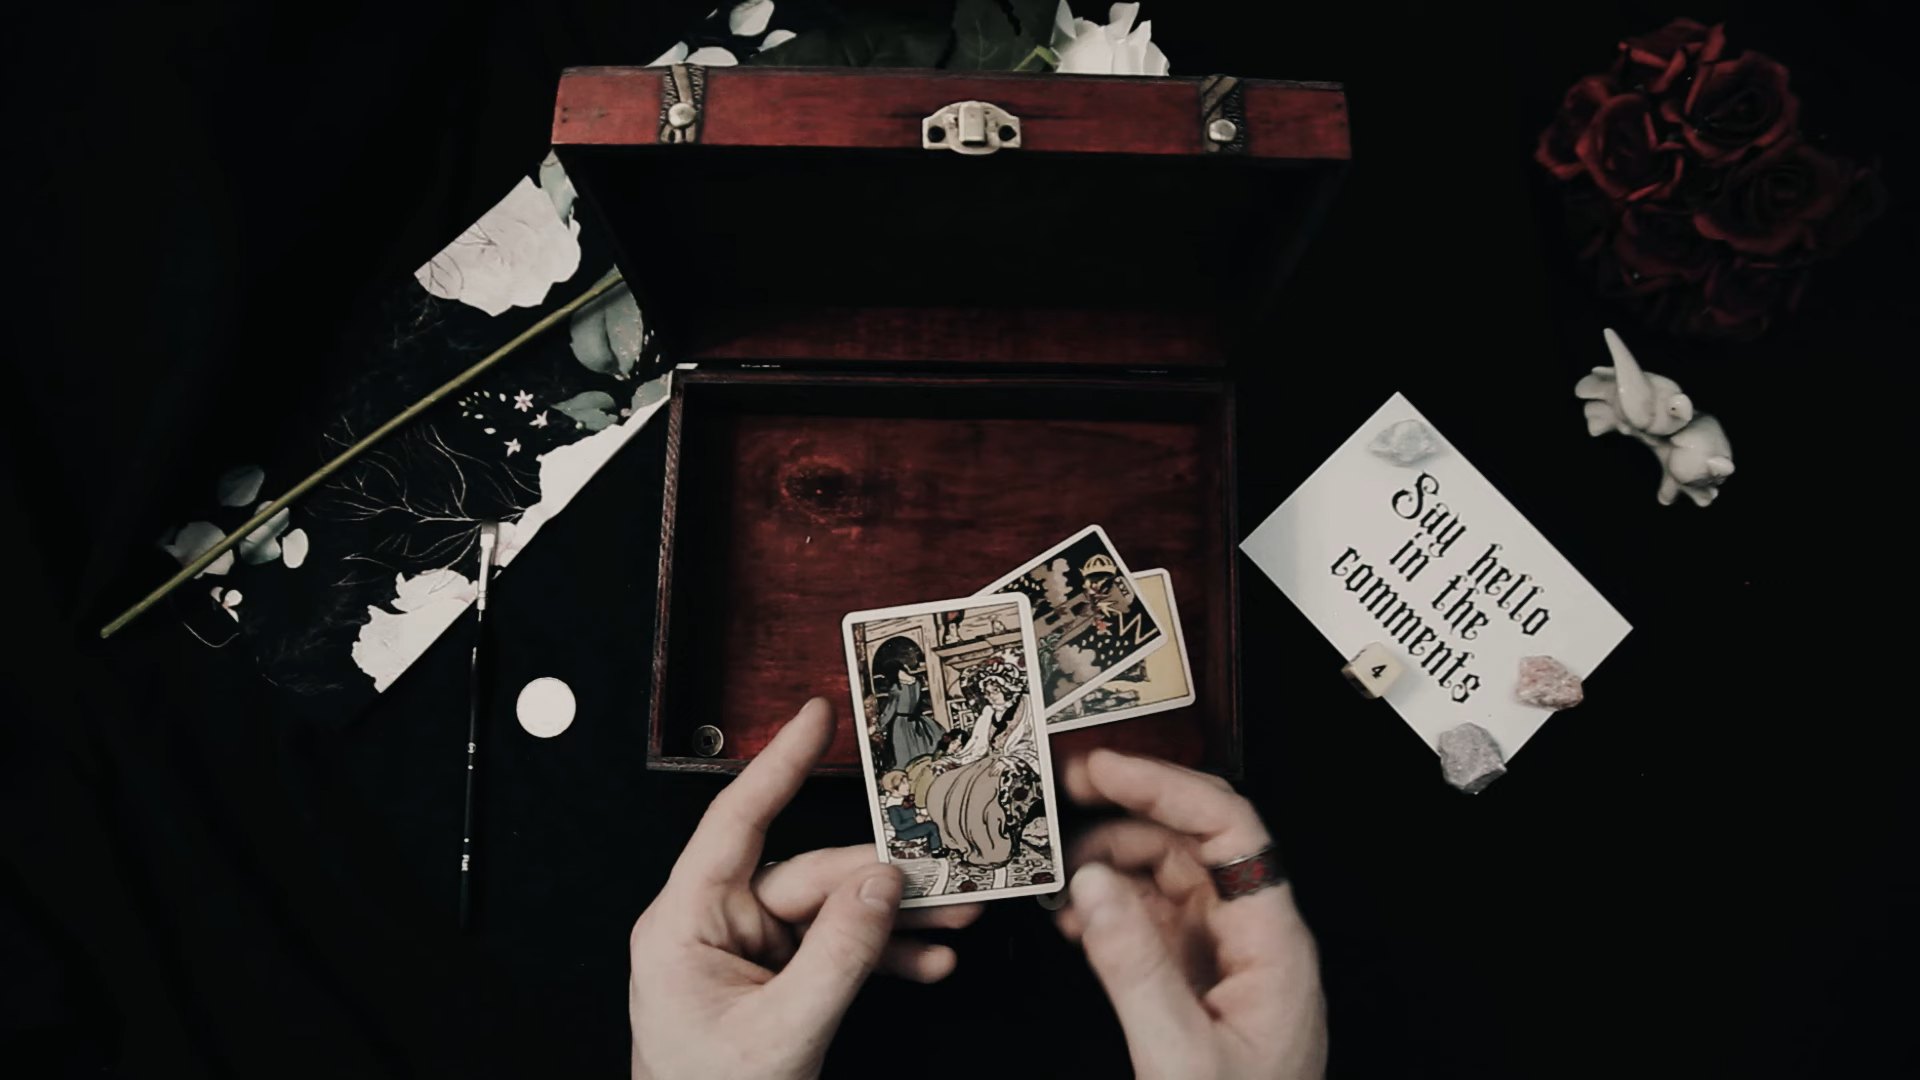 Say hello
in the
comments
4